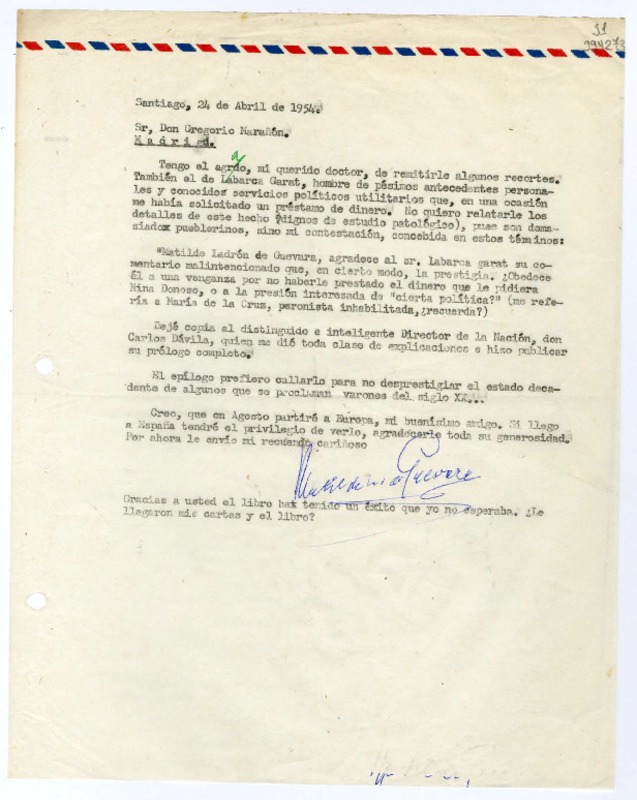 31
994273
Santiago, 24 de Abril de 1954.
Sr, Don Gregorio Marañón.
M a d r i d.
Tengo el agrado, mi querido doctor, de remitirle algunos recortes.
También el de Labarca Garat, hombre de pésimos antecedentes persona-
les y conocidos servicios políticos utilitarios que, en una ocasión
me había solicitado un préstamo de dinero. No quiero relatarle los
detalles de este hecho (dignos de estudio patológico), pues son dema-
siadox pueblerinos, sino mi contestación, concebida en estos términos:
"Matilde Ladrón de Guevara, agradece al sr. labarca garat su co-
mentario malintencionado que, en cierto modo, la prestigia. ¿Obedece
él a una venganza por no haberle prestado el dinero que le pidiera
Nina Donoso, o a la presión interesada de "cierta política?" (me refe-
ría a María de la Cruz, peronista inhabilitada, ¿recuerda?)
Dejé copia al distinguido e inteligente Director de la Nación, don
Carlos Dávila, quien me dió toda clase de explicaciones e hizo publicar
su prólogo completo.
El epílogo prefiero callarlo para no desprestigiar el estado deca-
dente de algunos que se proclaman varones del siglo XX...
Creo, que en Agosto partiré a Europa, mi buenísimo amigo. Si llego
a España tendré el privilegio de verlo, agradecerle toda su generosidad.
Por ahora le envío mi recuerdo cariñoso
Gracias a usted el libro hax tenido un éxito que yo no esperaba. ¿Le
llegaron mis cartas y el libro?